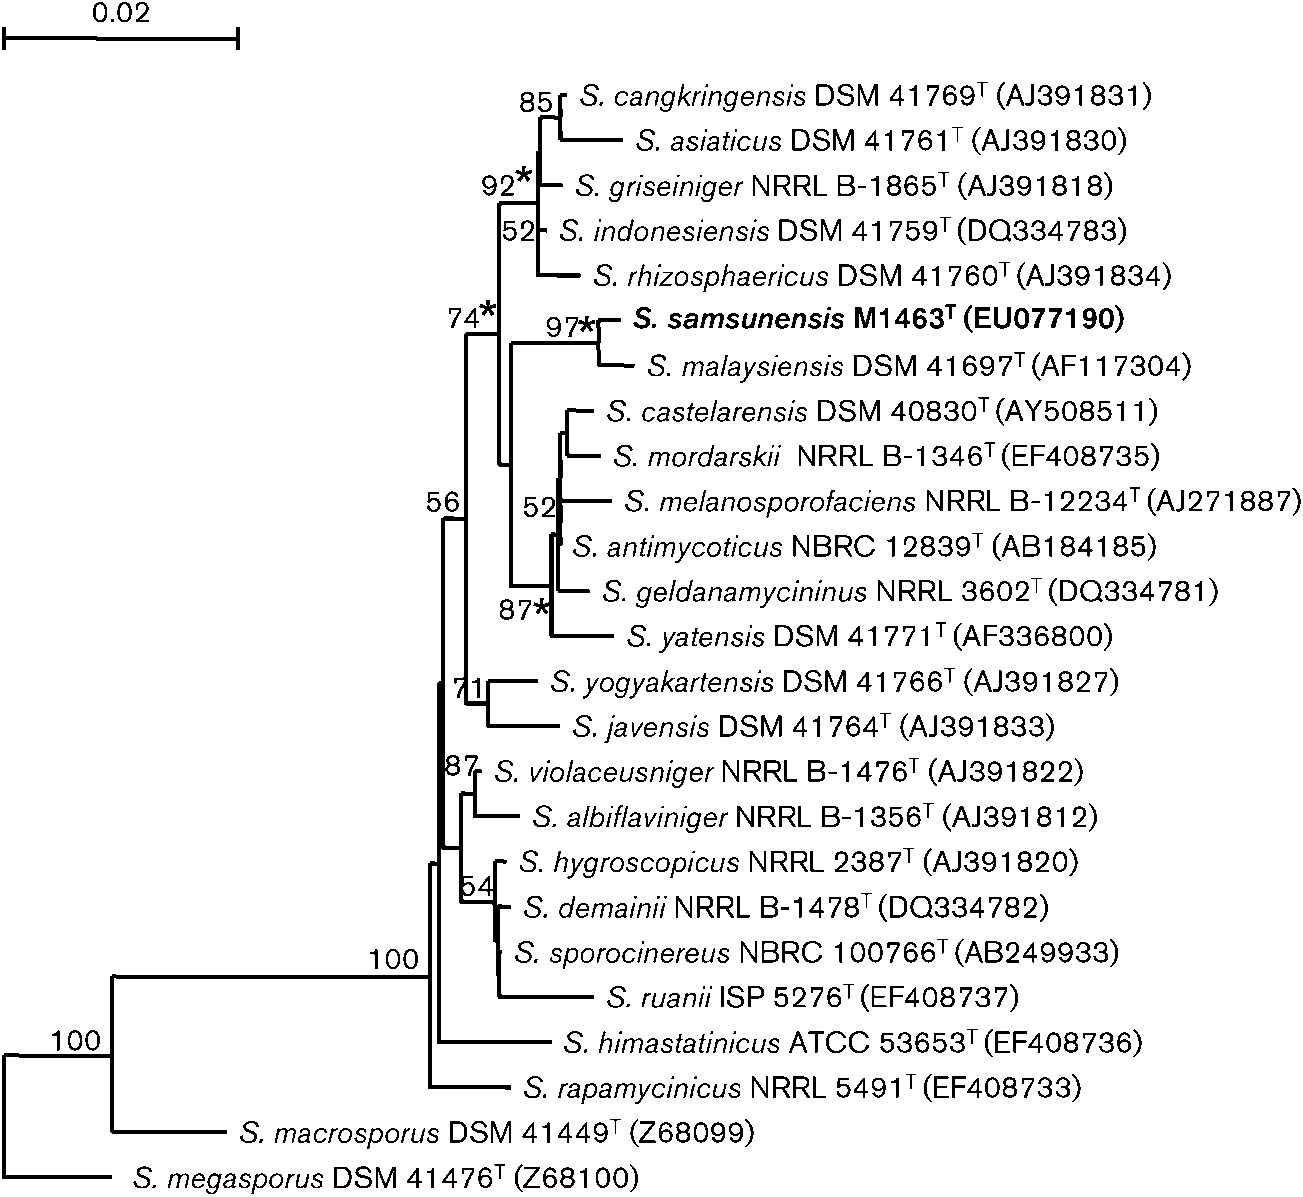 0.02
85 S. cangkringensis DSM 41769ᵀ (AJ391831)
S. asiaticus DSM 41761ᵀ (AJ391830)
92* S. griseiniger NRRL B-1865ᵀ (AJ391818)
52 S. indonesiensis DSM 41759ᵀ (DQ334783)
S. rhizosphaericus DSM 41760ᵀ (AJ391834)
74* 97* S. samsunensis M1463ᵀ (EU077190)
S. malaysiensis DSM 41697ᵀ (AF117304)
S. castelarensis DSM 40830ᵀ (AY508511)
S. mordarskii NRRL B-1346ᵀ (EF408735)
56 52 S. melanosporofaciens NRRL B-12234ᵀ (AJ271887)
S. antimycoticus NBRC 12839ᵀ (AB184185)
S. geldanamycininus NRRL 3602ᵀ (DQ334781)
87*
S. yatensis DSM 41771ᵀ (AF336800)
71 S. yogyakartensis DSM 41766ᵀ (AJ391827)
S. javensis DSM 41764ᵀ (AJ391833)
87 S. violaceusniger NRRL B-1476ᵀ (AJ391822)
S. albiflaviniger NRRL B-1356ᵀ (AJ391812)
S. hygroscopicus NRRL 2387ᵀ (AJ391820)
54
S. demainii NRRL B-1478ᵀ (DQ334782)
100 S. sporocinereus NBRC 100766ᵀ (AB249933)
S. ruanii ISP 5276ᵀ (EF408737)
100 S. himastatinicus ATCC 53653ᵀ (EF408736)
S. rapamycinicus NRRL 5491ᵀ (EF408733)
S. macrosporus DSM 41449ᵀ (Z68099)
S. megasporus DSM 41476ᵀ (Z68100)